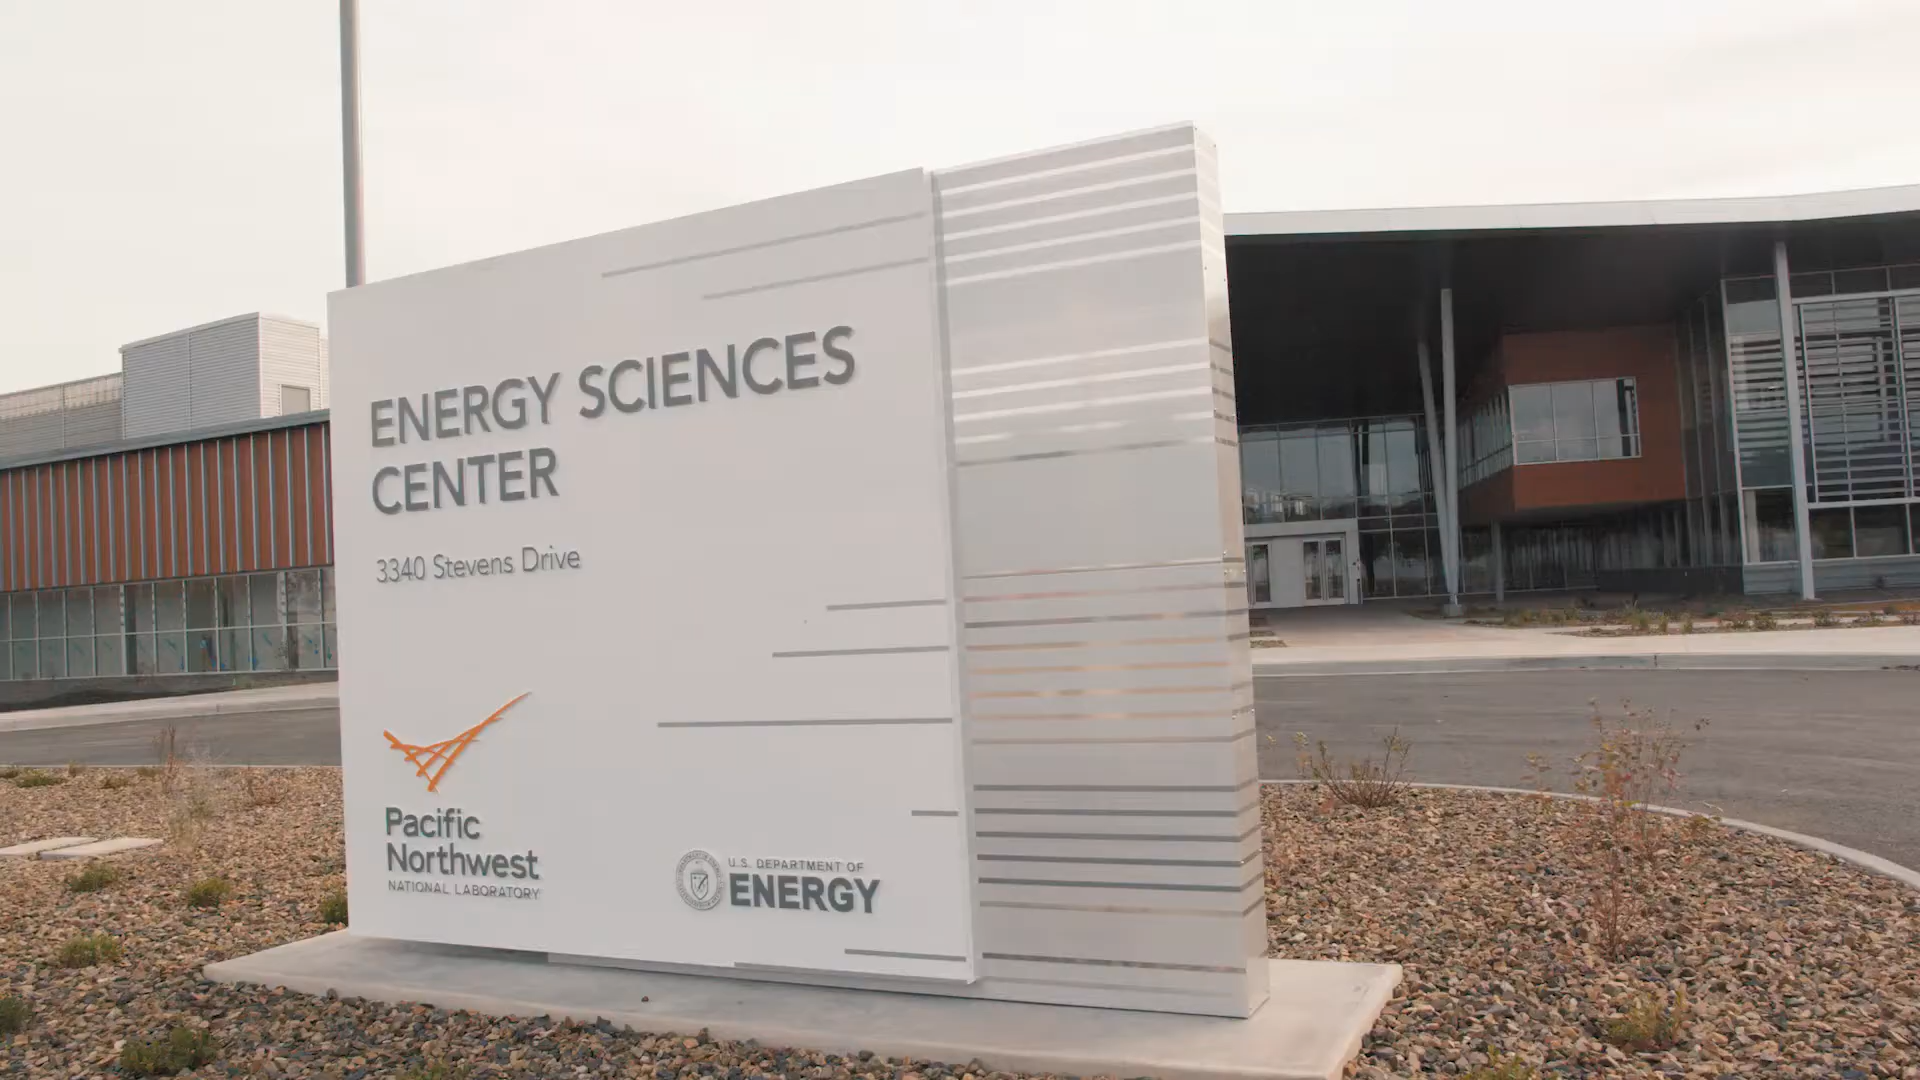 ENERGY SCIENCES
CENTER
3340 Stevens Drive
Pacific
Northwest
NATIONAL LABORATORY
U.S. DEPARTMENT OF
ENERGY